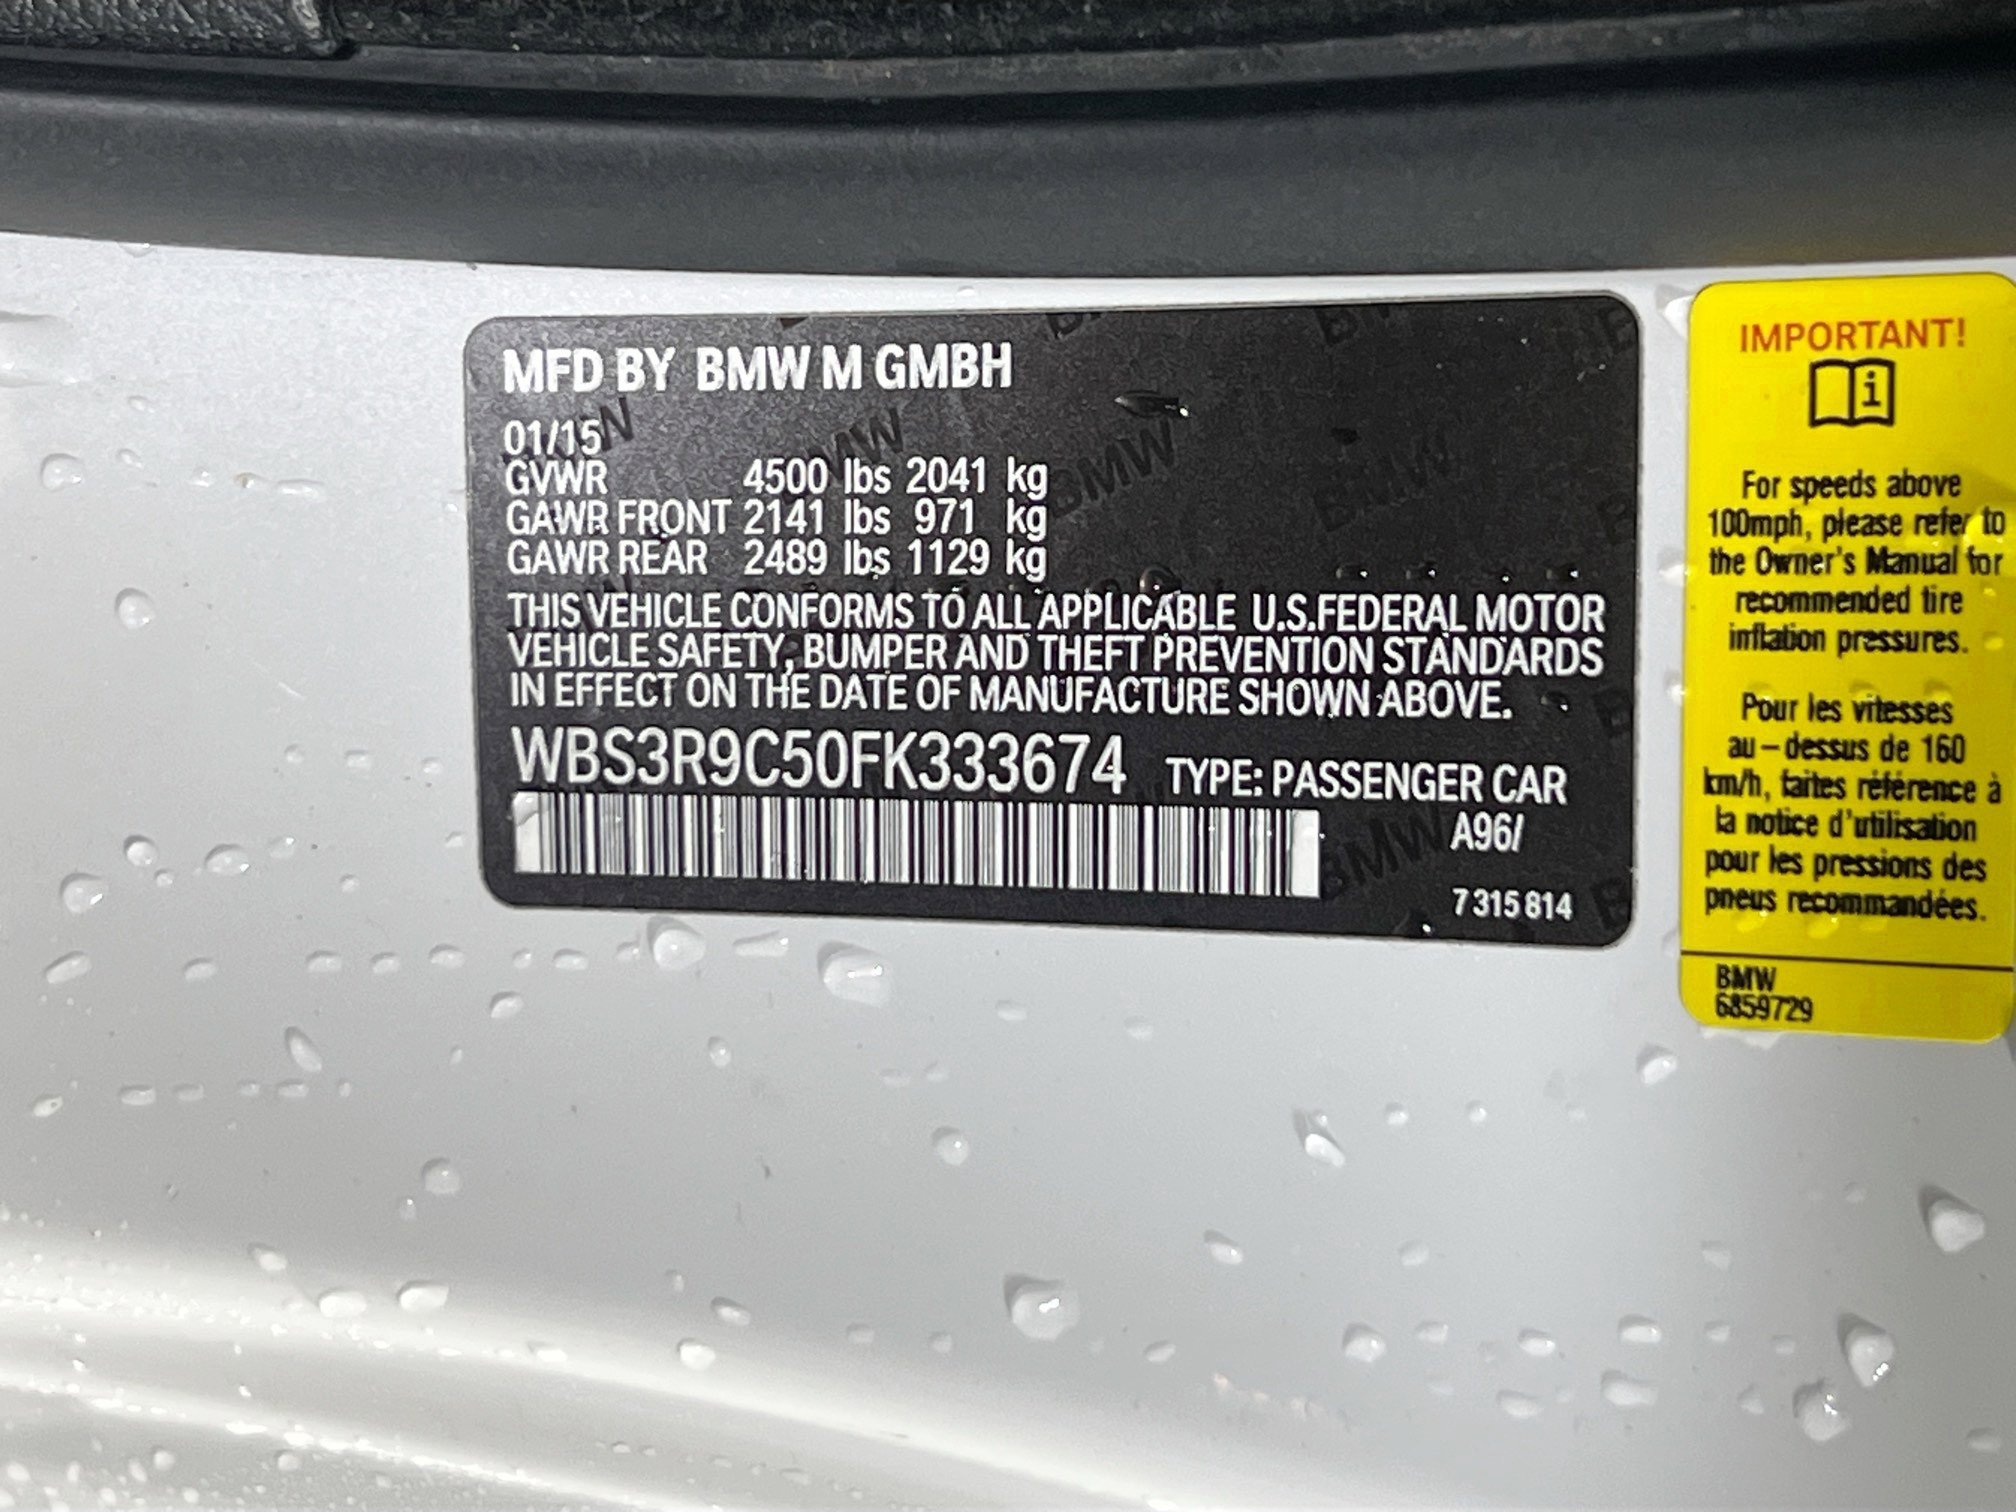 MFD BY BMW M GMBH
01/15
GVWR 4500 lbs 2041 kg
GAWR FRONT 2141 lbs 971 kg
GAWR REAR 2489 lbs 1129 kg
THIS VEHICLE CONFORMS TO ALL APPLICABLE U.S.FEDERAL MOTOR
VEHICLE SAFETY, BUMPER AND THEFT PREVENTION STANDARDS
IN EFFECT ON THE DATE OF MANUFACTURE SHOWN ABOVE.
WBS3R9C50FK333674 TYPE: PASSENGER CAR
A96/
7 315 814
IMPORTANT!
i
For speeds above
100mph, please refer to
the Owner's Manual for
recommended tire
inflation pressures.
Pour les vitesses
au-dessus de 160
km/h, faites référence à
la notice d'utilisation
pour les pressions des
pneus recommandées.
BMW
6859729